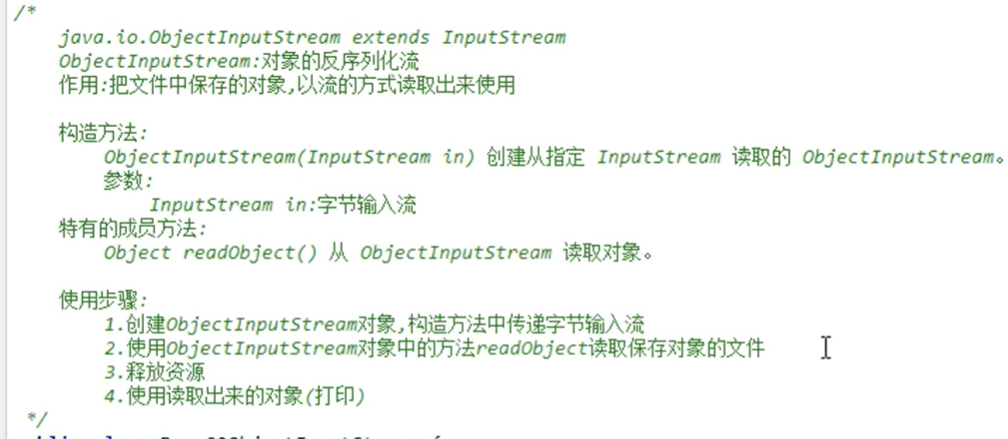 /*
java.io.ObjectInputStream extends InputStream
ObjectInputStream:对象的反序列化流
作用:把文件中保存的对象,以流的方式读取出来使用
构造方法:
ObjectInputStream(InputStream in) 创建从指定 InputStream 读取的 ObjectInputStream。
参数:
InputStream in:字节输入流
特有的成员方法:
Object readObject() 从 ObjectInputStream 读取对象。
使用步骤:
1.创建ObjectInputStream对象,构造方法中传递字节输入流
2.使用ObjectInputStream对象中的方法readObject读取保存对象的文件
3.释放资源
4.使用读取出来的对象(打印)
*/